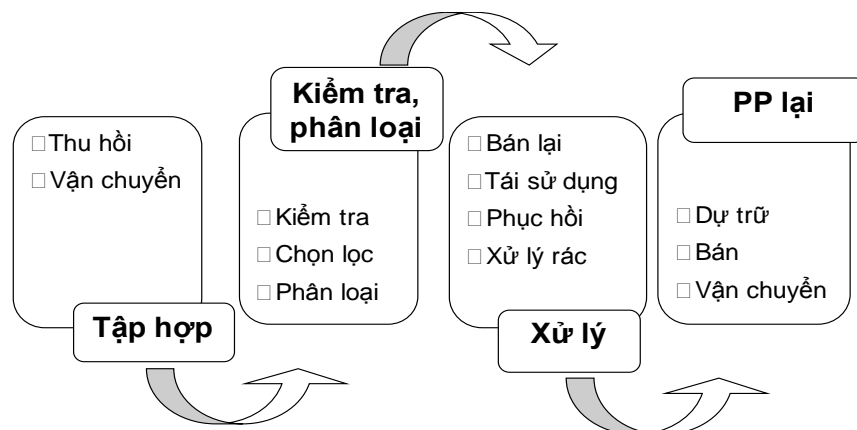 Thu hồi
Vận chuyển
Tập hợp
Kiểm tra,
phân loại
Kiểm tra
Chọn lọc
Phân loại
Bán lại
Tái sử dụng
Phục hồi
Xử lý rác
Xử lý
PP lại
Dự trữ
Bán
Vận chuyển